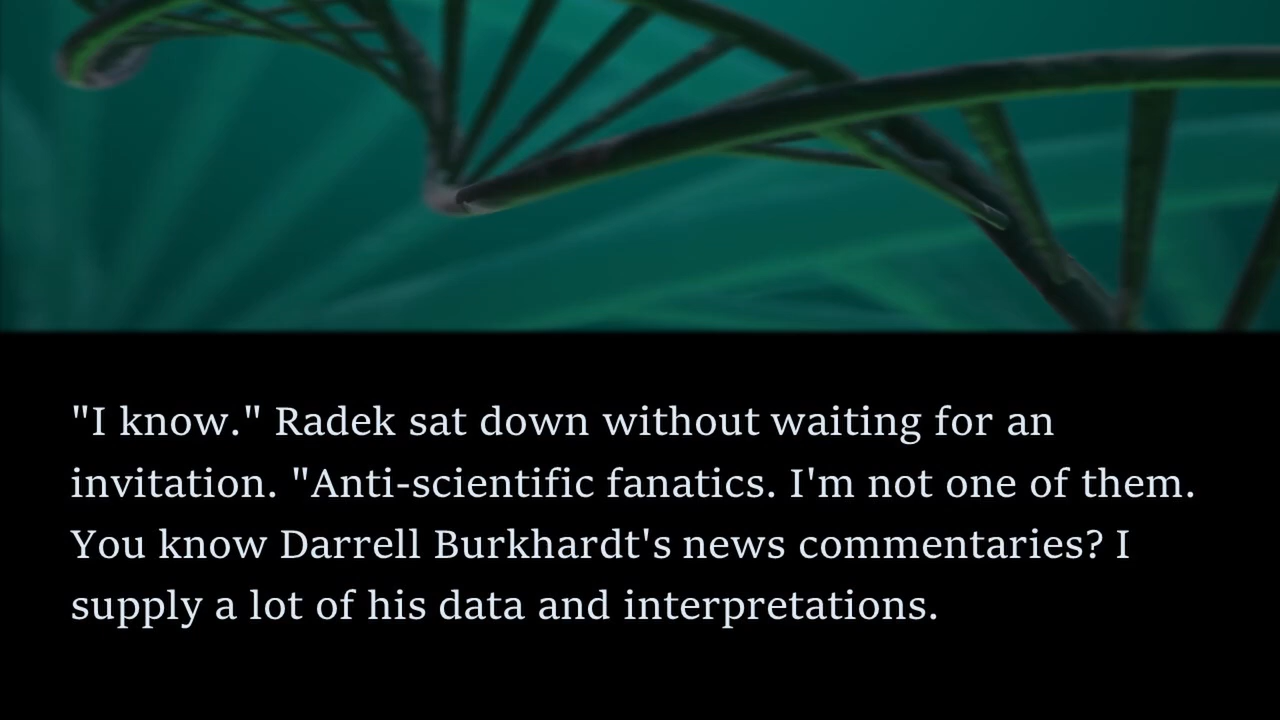 "I know." Radek sat down without waiting for an
invitation. "Anti-scientific fanatics. I'm not one of them.
You know Darrell Burkhardt's news commentaries? I
supply a lot of his data and interpretations.